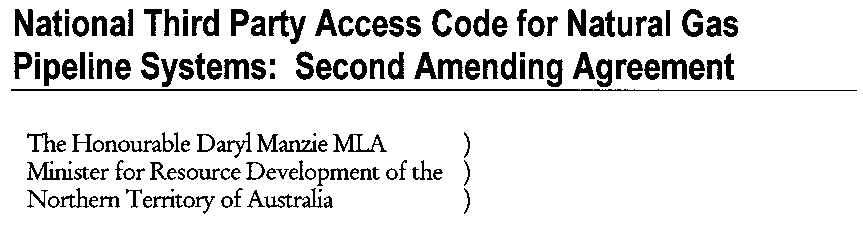 National Third Party Access Code for Natural Gas
Pipeline Systems: Second Amending Agreement
The Honourable Daryl Manzie MLA )
Minister for Resource Development of the )
Northern Territory of Australia )